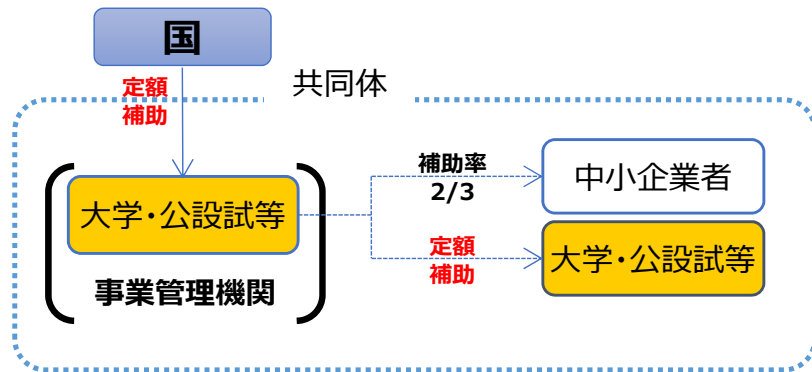 国
定額
補助
共同体
大学・公設試等
事業管理機関
補助率
2/3
中小企業者
定額
補助
大学・公設試等